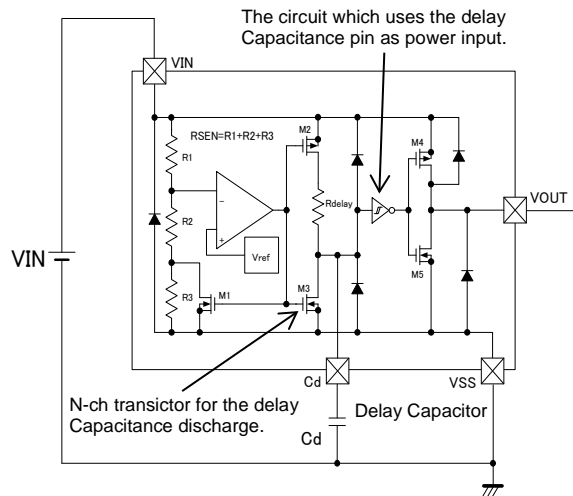 The circuit which uses the delay
Capacitance pin as power input.
VIN
RSEN=R1+R2+R3
M2
M4
R1
Rdelay
VOUT
R2
Vref
M5
VIN
R3
M1
M3
Cd
VSS
N-ch transictor for the delay
Capacitance discharge.
Delay Capacitor
Cd